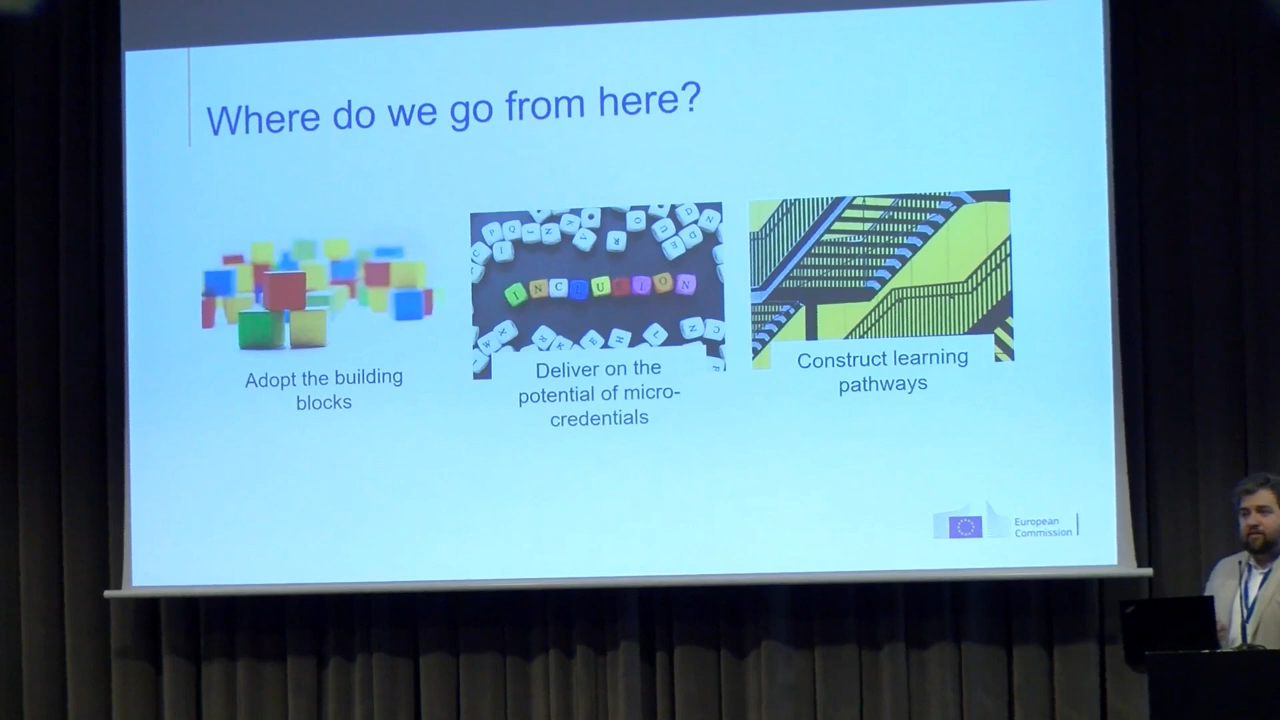 Where do we go from here?
INCLUSION
Adopt the building
blocks
Deliver on the
potential of micro-
credentials
Construct learning
pathways
European
Commission